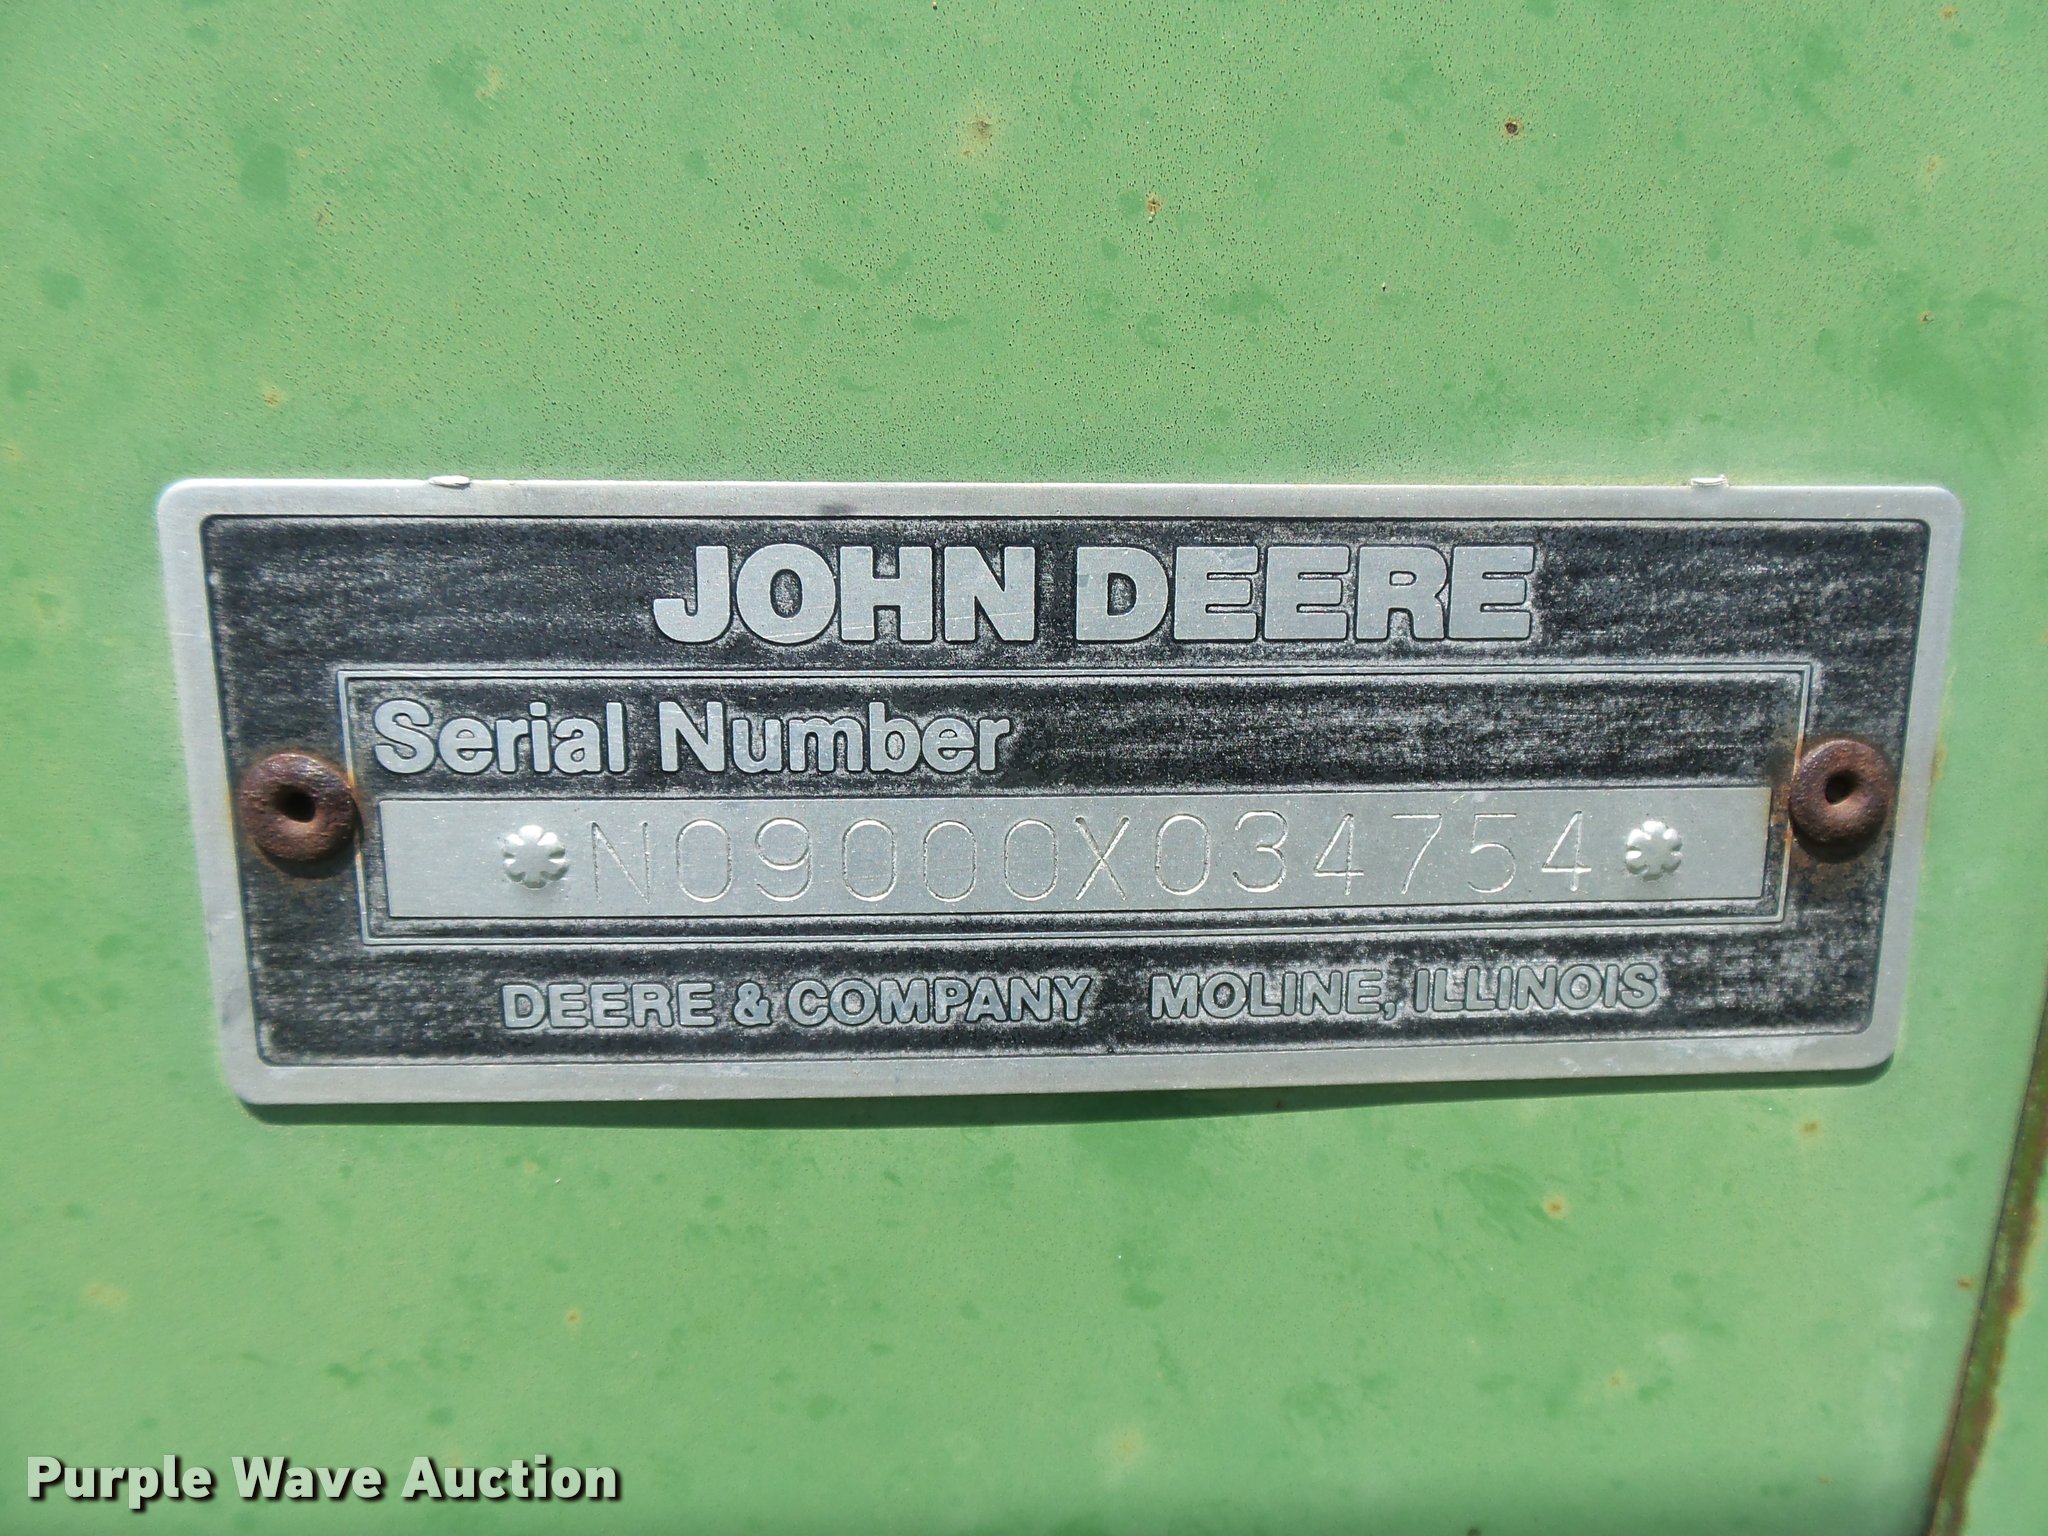 JOHN DEERE
Serial Number
*N09000X034754*
DEERE & COMPANY MOLINE, ILLINOIS
Purple Wave Auction